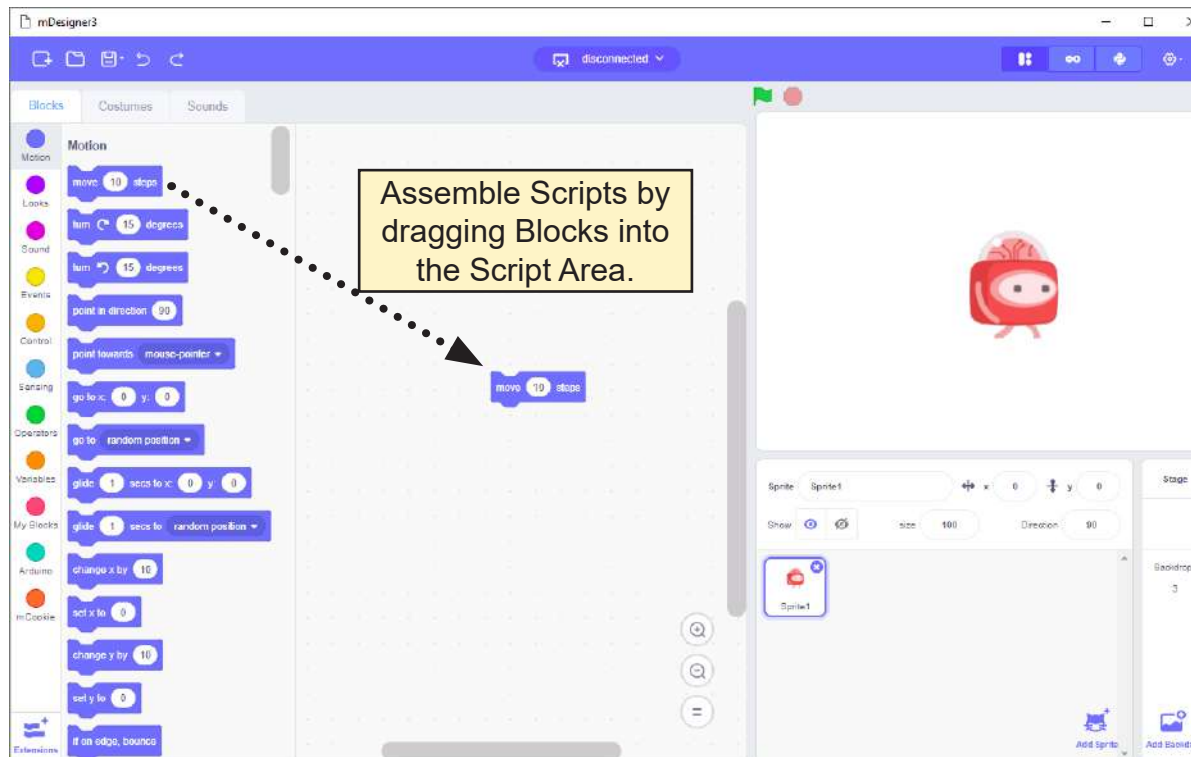 mDesigner3
disconnected
Blocks Costumes Sounds
Motion
Looks
Sound
Events
Control
Sensing
Operators
Variables
My Blocks
Arduino
mCookie
Extensions
Motion
move 10 steps
turn 15 degrees
turn 15 degrees
point in direction 90
point towards mouse-pointer
go to x: 0 y: 0
go to random position
glide 1 secs to x: 0 y: 0
glide 1 secs to random position
change x by 10
set x to 0
change y by 10
set y to 0
if on edge, bounce
Assemble Scripts by
dragging Blocks into
the Script Area.
move 10 steps
Sprite Sprite1 x 0 y 0
Show size 100 Direction 90
Sprite1
Add Sprite
Stage
Backdrop
3
Add Backd